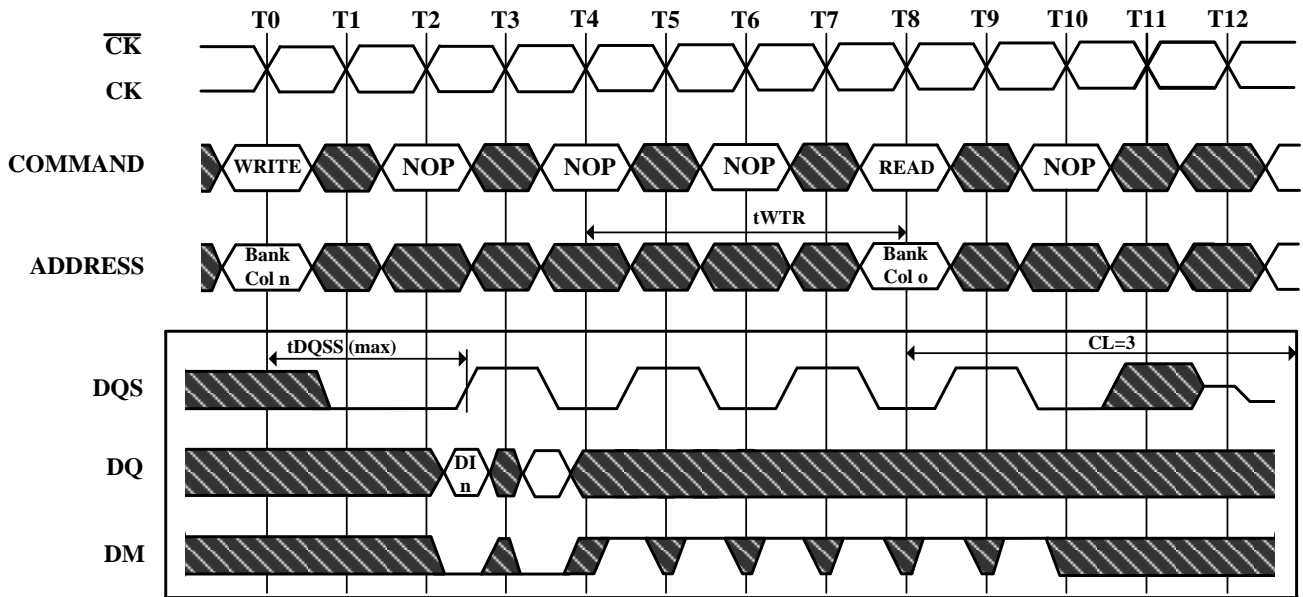 T0 T1 T2 T3 T4 T5 T6 T7 T8 T9 T10 T11 T12
CK
CK
COMMAND WRITE NOP NOP NOP READ NOP
tWTR
ADDRESS Bank Col n Bank Col o
tDQSS (max) CL=3
DQS
DQ DI n
DM